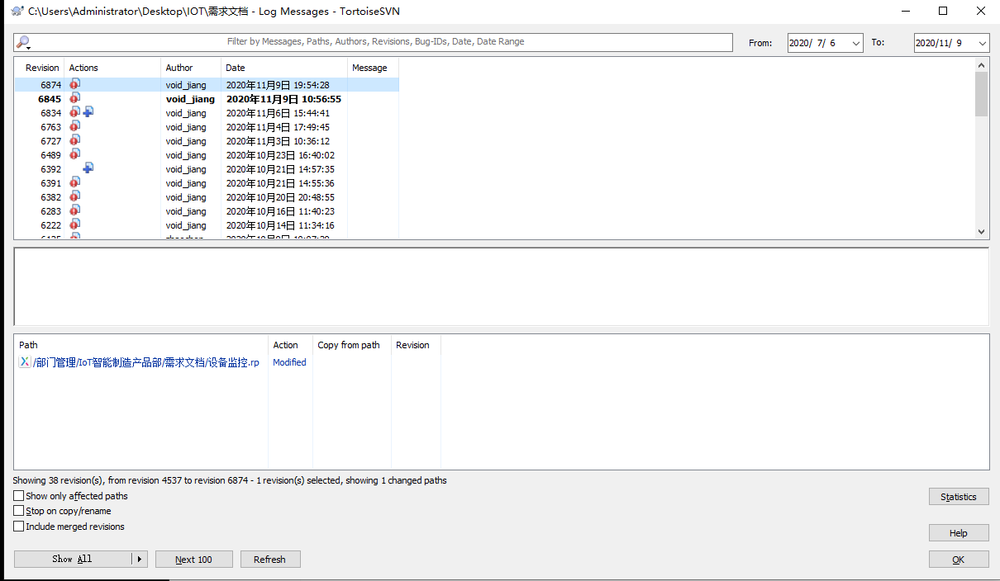 C:\Users\Administrator\Desktop\IOT\需求文档 - Log Messages - TortoiseSVN
Filter by Messages, Paths, Authors, Revisions, Bug-IDs, Date, Date Range From: 2020/ 7/ 6 To: 2020/11/ 9
Revision Actions Author Date Message
6874 void_jiang 2020年11月9日 19:54:28
6845 void_jiang 2020年11月9日 10:56:55
6834 void_jiang 2020年11月6日 15:44:41
6763 void_jiang 2020年11月4日 17:49:45
6727 void_jiang 2020年11月3日 10:36:12
6489 void_jiang 2020年10月23日 16:40:02
6392 void_jiang 2020年10月21日 14:57:35
6391 void_jiang 2020年10月21日 14:55:36
6382 void_jiang 2020年10月20日 20:48:55
6283 void_jiang 2020年10月16日 11:40:23
6222 void_jiang 2020年10月14日 11:34:16
Path Action Copy from path Revision
/部门管理/IoT智能制造产品部/需求文档/设备监控.rp Modified
Showing 38 revision(s), from revision 4537 to revision 6874 - 1 revision(s) selected, showing 1 changed paths
Show only affected paths
Statistics
Stop on copy/rename
Include merged revisions
Help
Show All Next 100 Refresh OK